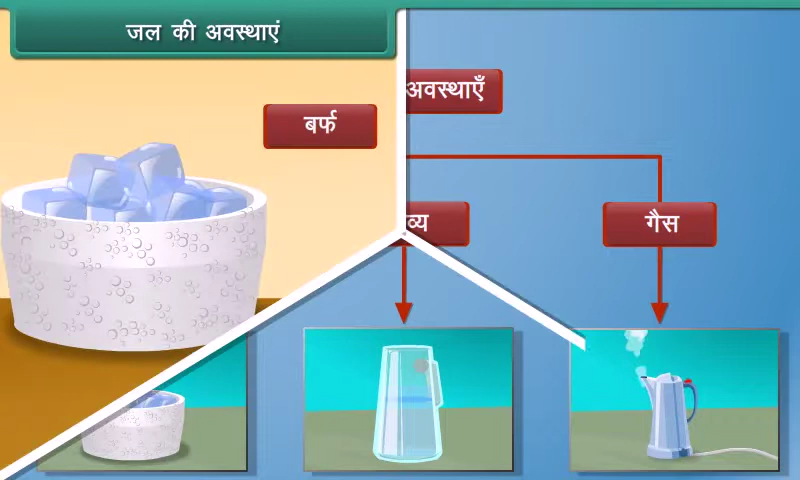 जल की अवस्थाएं
अवस्थाएँ
बर्फ
व्य
गैस